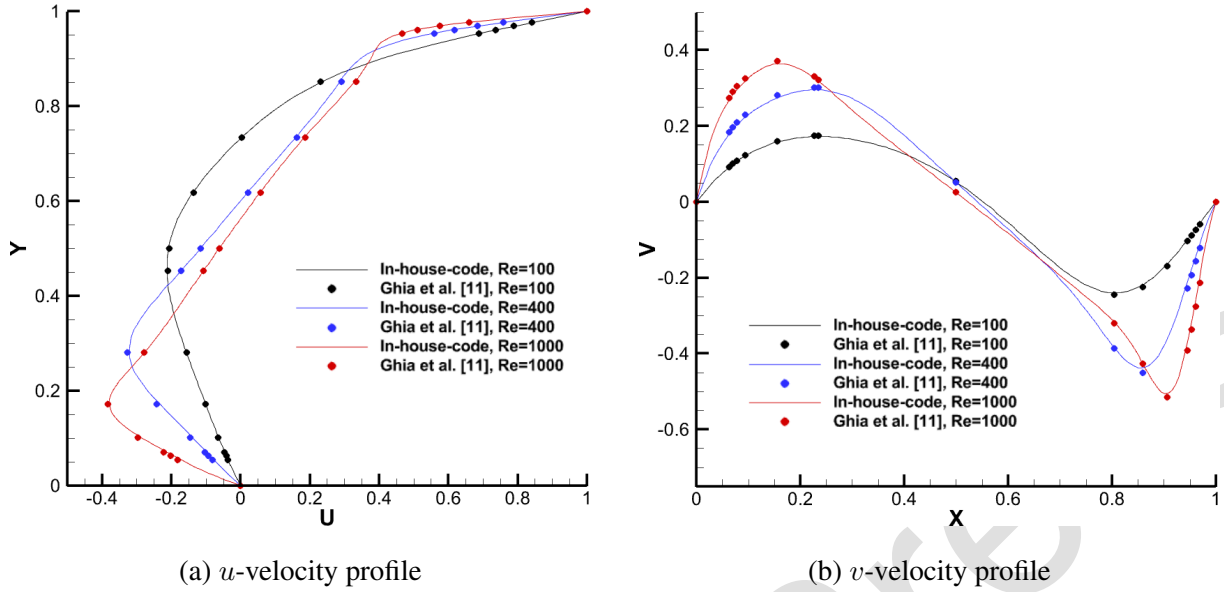 1
0.8
0.6
0.4
0.2
0
Y
-0.4
-0.2
0
0.2
0.4
0.6
0.8
1
U
In-house-code, Re=100
Ghia et al. [11], Re=100
In-house-code, Re=400
Ghia et al. [11], Re=400
In-house-code, Re=1000
Ghia et al. [11], Re=1000
(a) u-velocity profile
0.4
0.2
0
-0.2
-0.4
-0.6
V
0
0.2
0.4
0.6
0.8
1
X
In-house-code, Re=100
Ghia et al. [11], Re=100
In-house-code, Re=400
Ghia et al. [11], Re=400
In-house-code, Re=1000
Ghia et al. [11], Re=1000
(b) v-velocity profile